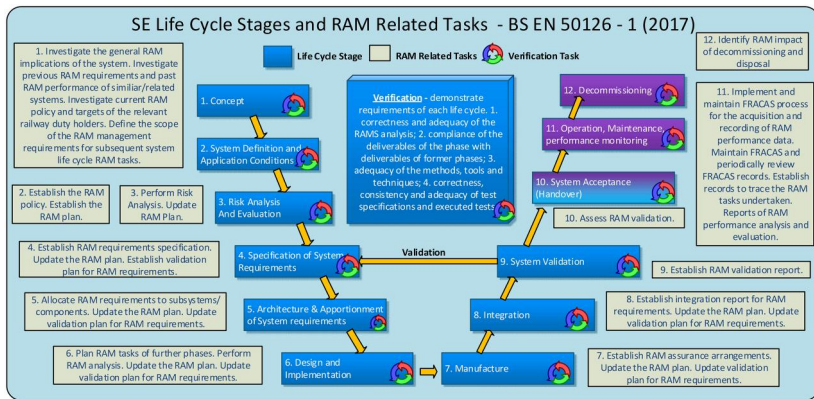 SE Life Cycle Stages and RAM Related Tasks - BS EN 50126 - 1 (2017)
Life Cycle Stage
RAM Related Tasks
Verification Task
1. Investigate the general RAM
implications of the system. Investigate
previous RAM requirements and past
RAM performance of similiar/related
systems. Investigate current RAM
policy and targets of the relevant
railway duty holders. Define the scope
of the RAM management
requirements for subsequent system
life cycle RAM tasks.
2. Establish the RAM
policy. Establish
the RAM plan.
3. Perform Risk
Analysis. Update
RAM Plan.
4. Establish RAM requirements specification.
Update the RAM plan. Establish validation
plan for RAM requirements.
5. Allocate RAM requirements to subsystems/
components. Update the RAM plan. Update
validation plan for RAM requirements.
6. Plan RAM tasks of further phases. Perform
RAM analysis. Update the RAM plan. Update
validation plan for RAM requirements.
1. Concept
2. System Definition and
Application Conditions
3. Risk Analysis
And Evaluation
4. Specification of System
Requirements
5. Architecture & Apportionment
of System requirements
6. Design and
Implementation
7. Manufacture
8. Integration
9. System Validation
10. System Acceptance
(Handover)
11. Operation, Maintenance,
performance monitoring
12. Decommissioning
Verification - demonstrate
requirements of each life cycle. 1.
correctness and adequacy of the
RAMS analysis; 2. compliance of the
deliverables of the phase with
deliverables of former phases; 3.
adequacy of the methods, tools and
techniques; 4. correctness,
consistency and adequacy of test
specifications and executed tests
Validation
12. Identify RAM impact
of decommissioning and
disposal
11. Implement and
maintain FRACAS process
for the acquisition and
recording of RAM
performance data.
Maintain FRACAS and
periodically review
FRACAS records. Establish
records to trace the RAM
tasks undertaken.
Reports of RAM
performance analysis and
evaluation.
10. Assess RAM validation.
9. Establish RAM validation report.
8. Establish integration report for RAM
requirements. Update the RAM plan. Update
validation plan for RAM requirements.
7. Establish RAM assurance arrangements.
Update the RAM plan. Update validation
plan for RAM requirements.